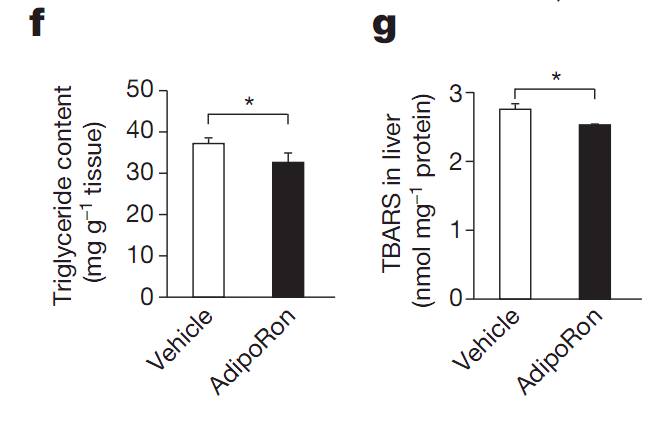 f
Triglyceride content
(mg g⁻¹ tissue)
50
40
30
20
10
0
*
Vehicle
AdipoRon
g
TBARS in liver
(nmol mg⁻¹ protein)
3
2
1
0
*
Vehicle
AdipoRon